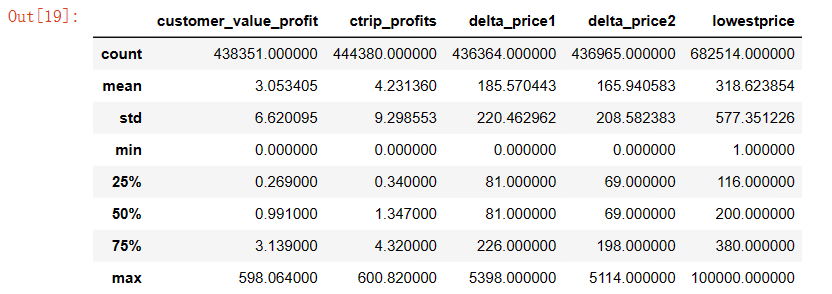 Out[19]:
customer_value_profit ctrip_profits delta_price1 delta_price2 lowestprice
count 438351.000000 444380.000000 436364.000000 436965.000000 682514.000000
mean 3.053405 4.231360 185.570443 165.940583 318.623854
std 6.620095 9.298553 220.462962 208.582383 577.351226
min 0.000000 0.000000 0.000000 0.000000 1.000000
25% 0.269000 0.340000 81.000000 69.000000 116.000000
50% 0.991000 1.347000 81.000000 69.000000 200.000000
75% 3.139000 4.320000 226.000000 198.000000 380.000000
max 598.064000 600.820000 5398.000000 5114.000000 100000.000000